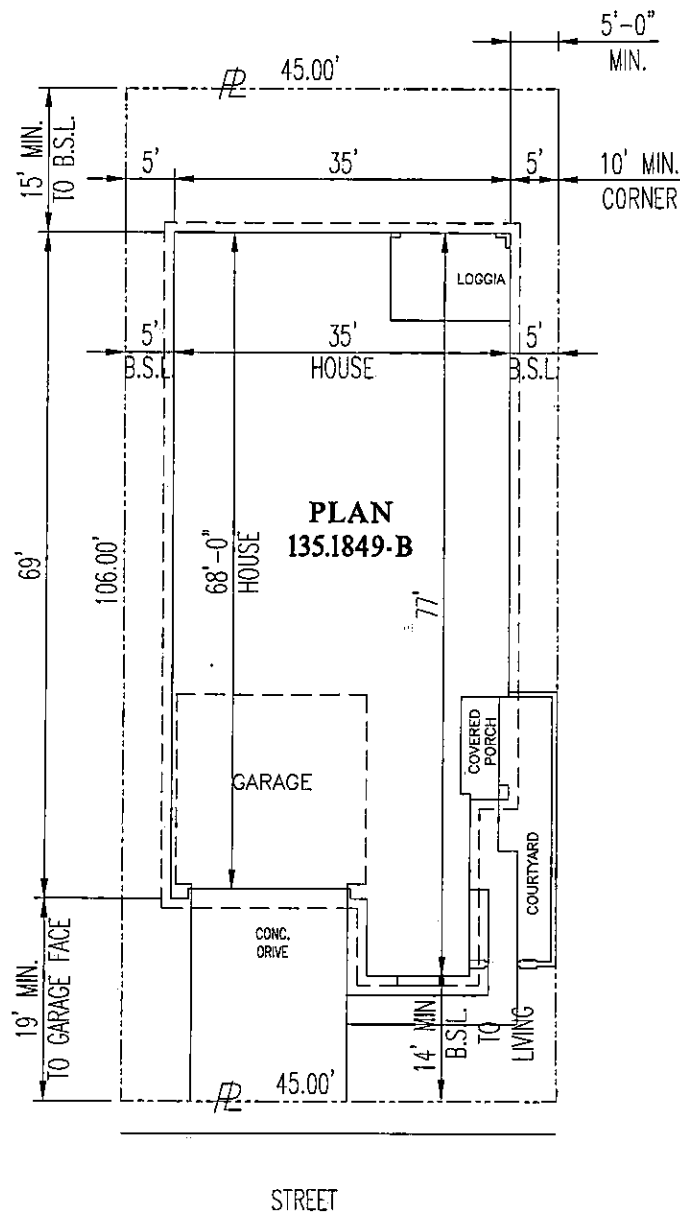 5'-0"
MIN.
℄ 45.00'
15' MIN.
TO B.S.L.
5'
35'
5'
10' MIN.
CORNER
LOGGIA
5'
B.S.L.
35'
HOUSE
5'
B.S.L.
PLAN
135.1849-B
69'
106.00'
68'-0"
HOUSE
77'
COVERED
PORCH
GARAGE
COURTYARD
CONC.
DRIVE
19' MIN.
TO GARAGE FACE
14' MIN
B.S.L.
TO
LIVING
℄ 45.00'
STREET